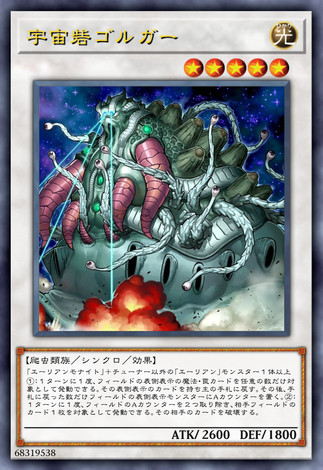 宇宙砦ゴルガー
光
【爬虫類族／シンクロ／効果】
「エーリアンモナイト」＋チューナー以外の「エーリアン」モンスター１体以上
①：１ターンに１度、フィールドの表側表示の魔法・罠カードを任意の数だけ対
象として発動できる。その表側表示のカードを持ち主の手札に戻す。その後、手札
に戻った数だけフィールドの表側表示モンスターにAカウンターを置く。②：
１ターンに１度、フィールドのAカウンターを２つ取り除き、相手フィールドの
カード１枚を対象として発動できる。その相手のカードを破壊する。
ATK/ 2600 DEF/1800
68319538